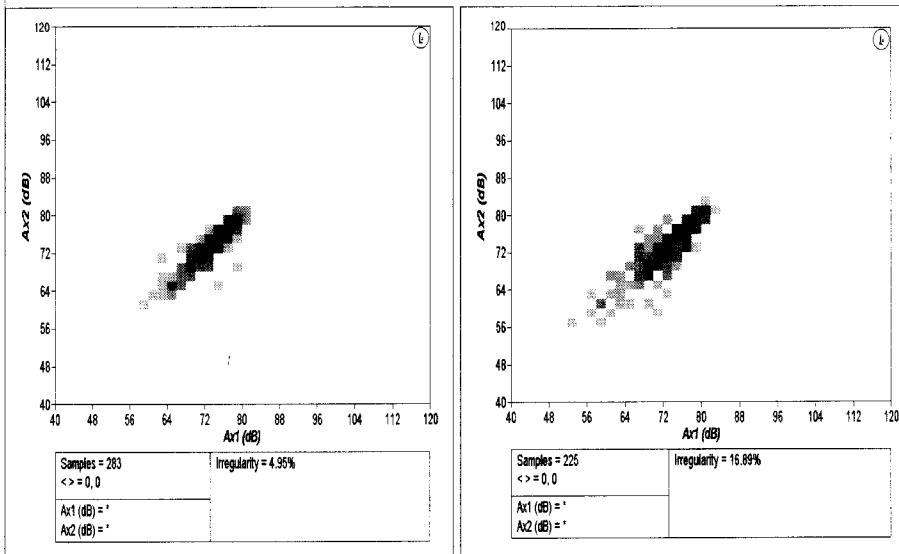 120
104
96
88
80
72
64
56
48
40
Ax2 (dB)
40 48 56 64 72 80 88 96 104 112 120
Ax1 (dB)
Samples = 283
< > = 0, 0
Ax1 (dB) = *
Ax2 (dB) = *
Irregularity = 4.95%
120
104
96
88
80
72
64
56
48
40
Ax2 (dB)
40 48 56 64 72 80 88 96 104 112 120
Ax1 (dB)
Samples = 225
< > = 0, 0
Ax1 (dB) = *
Ax2 (dB) = *
Irregularity = 16.89%